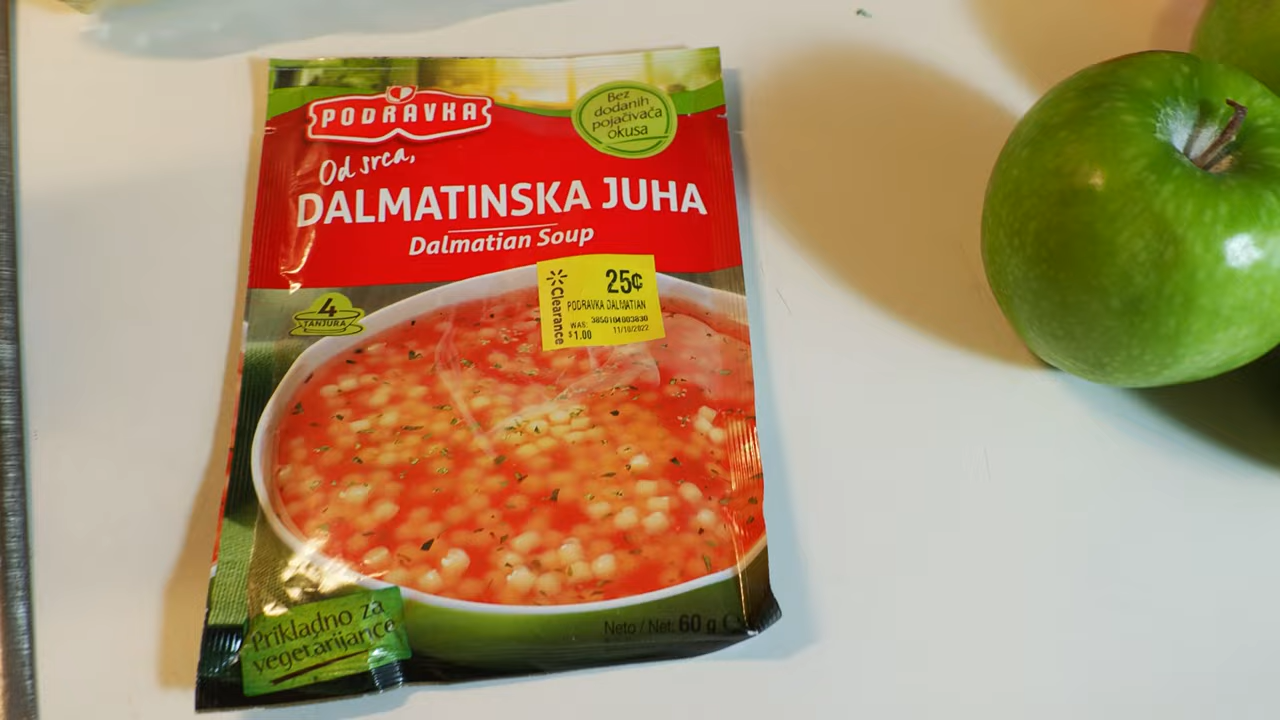 PODRAVKA
Bez
dodanih
pojačivača
okusa
Od srca,
DALMATINSKA JUHA
Dalmatian Soup
25¢
Clearance
PODRAVKA DALMATIAN
3850104003830
WAS:
$1.00
11/10/2022
4
TANJURA
Prikladno za
vegetarijance
Neto / Net: 60 g ℮